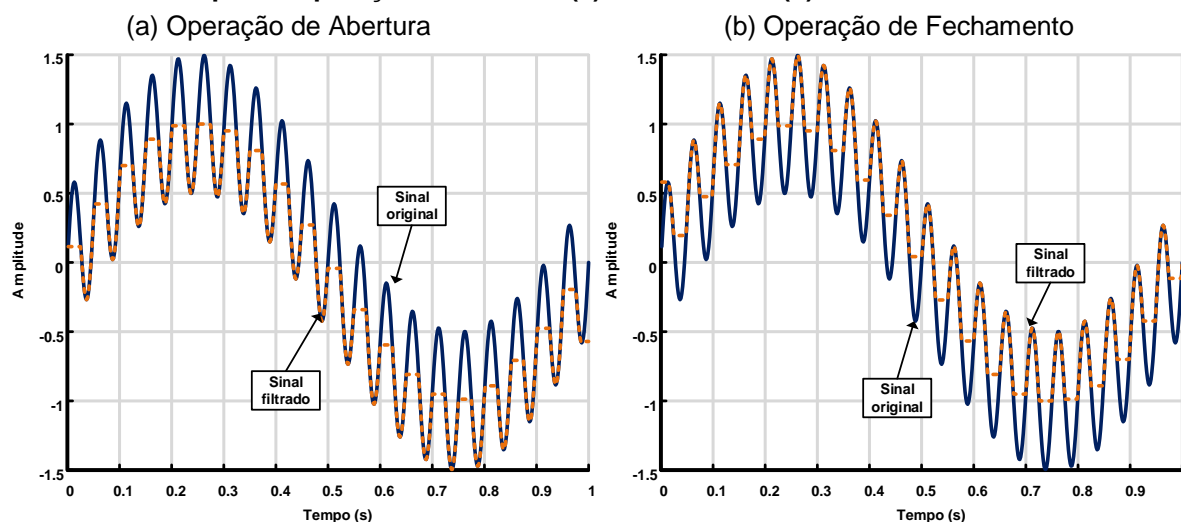 (a) Operação de Abertura
(b) Operação de Fechamento
1.5
1
0.5
0
-0.5
-1
-1.5
Amplitude
Sinal
original
Sinal
filtrado
0 0.1 0.2 0.3 0.4 0.5 0.6 0.7 0.8 0.9 1
Tempo (s)
1.5
1
0.5
0
-0.5
-1
-1.5
Amplitude
Sinal
filtrado
Sinal
original
0 0.1 0.2 0.3 0.4 0.5 0.6 0.7 0.8 0.9
Tempo (s)